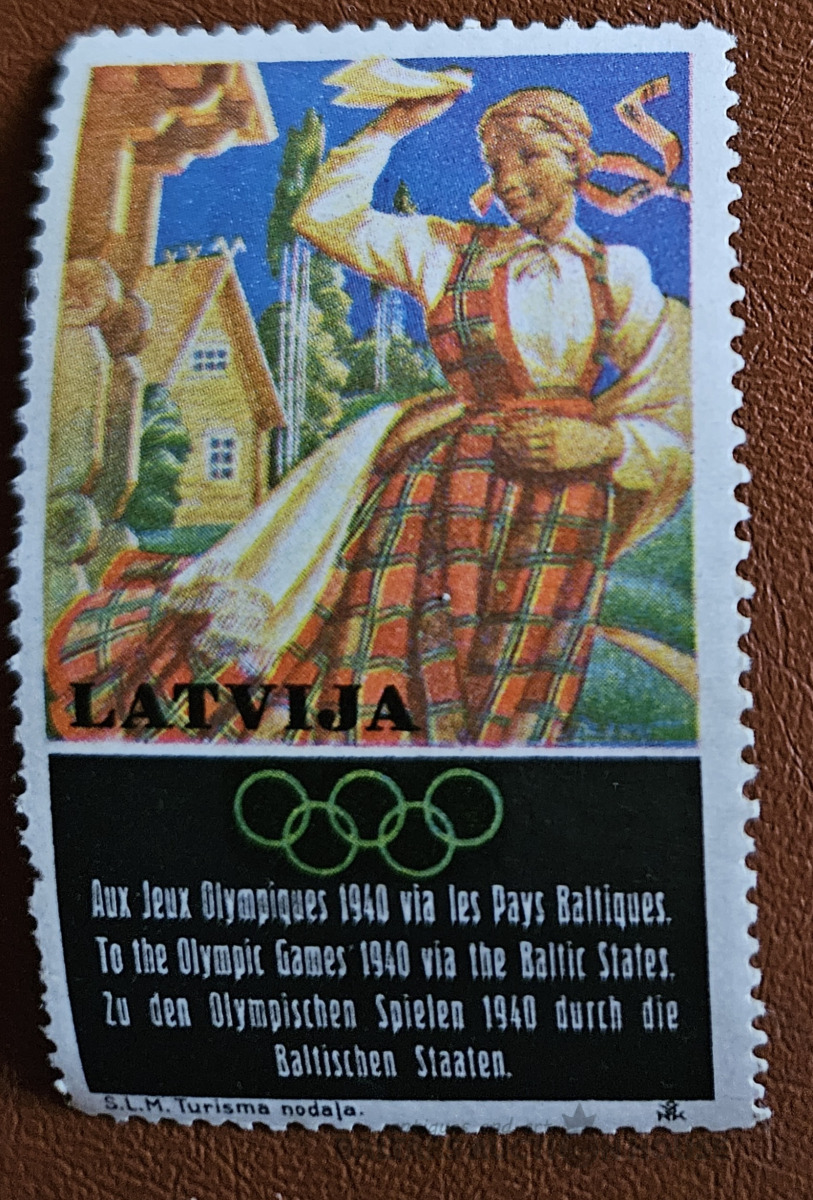 LATVIJA
Aux Jeux Olympiques 1940 via les Pays Baltiques.
To the Olympic Games 1940 via the Baltic States.
Zu den Olympischen Spielen 1940 durch die
Baltischen Staaten.
S.L.M. Turisma nodaļa.